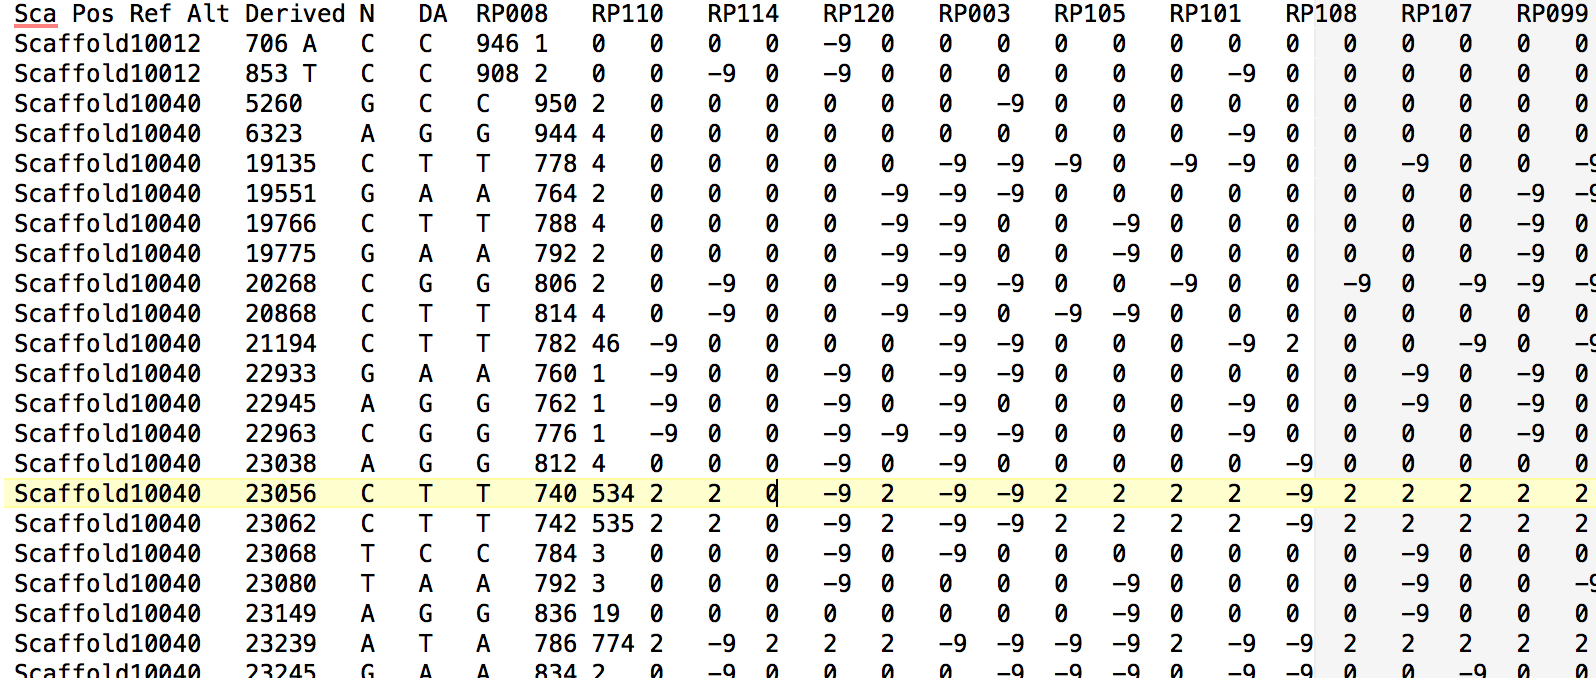 Sca Pos Ref Alt Derived N DA RP008 RP110 RP114 RP120 RP003 RP105 RP101 RP108 RP107 RP099
Scaffold10012 706 A C C 946 1 0 0 0 0 -9 0 0 0 0 0 0 0 0 0 0 0 0 0
Scaffold10012 853 T C C 908 2 0 0 -9 0 -9 0 0 0 0 0 0 -9 0 0 0 0 0 0
Scaffold10040 5260 G C C 950 2 0 0 0 0 0 0 -9 0 0 0 0 0 0 0 0 0 0
Scaffold10040 6323 A G G 944 4 0 0 0 0 0 0 0 0 0 0 -9 0 0 0 0 0 0
Scaffold10040 19135 C T T 778 4 0 0 0 0 0 -9 -9 -9 0 -9 -9 0 0 -9 0 0 -9
Scaffold10040 19551 G A A 764 2 0 0 0 0 -9 -9 -9 0 0 0 0 0 0 0 0 -9 -9
Scaffold10040 19766 C T T 788 4 0 0 0 0 -9 -9 0 0 -9 0 0 0 0 0 0 -9 0
Scaffold10040 19775 G A A 792 2 0 0 0 0 -9 -9 0 0 -9 0 0 0 0 0 0 -9 0
Scaffold10040 20268 C G G 806 2 0 -9 0 0 -9 -9 -9 0 0 -9 0 0 -9 0 -9 -9 -9
Scaffold10040 20868 C T T 814 4 0 -9 0 0 -9 -9 0 -9 -9 0 0 0 0 0 0 0 0
Scaffold10040 21194 C T T 782 46 -9 0 0 0 0 -9 -9 0 0 0 -9 2 0 0 -9 0 -9
Scaffold10040 22933 G A A 760 1 -9 0 0 -9 0 -9 -9 0 0 0 0 0 0 -9 0 -9 0
Scaffold10040 22945 A G G 762 1 -9 0 0 -9 0 -9 0 0 0 0 -9 0 0 -9 0 -9 0
Scaffold10040 22963 C G G 776 1 -9 0 0 -9 -9 -9 -9 0 0 0 -9 0 0 0 0 -9 0
Scaffold10040 23038 A G G 812 4 0 0 0 -9 0 -9 0 0 0 0 0 -9 0 0 0 0 0
Scaffold10040 23056 C T T 740 534 2 2 0 -9 2 -9 -9 2 2 2 2 -9 2 2 2 2 2
Scaffold10040 23062 C T T 742 535 2 2 0 -9 2 -9 -9 2 2 2 2 -9 2 2 2 2 2
Scaffold10040 23068 T C C 784 3 0 0 0 -9 0 -9 0 0 0 0 0 0 0 -9 0 0 0
Scaffold10040 23080 T A A 792 3 0 0 0 -9 0 0 0 0 -9 0 0 0 0 -9 0 0 -9
Scaffold10040 23149 A G G 836 19 0 0 0 0 0 0 0 0 -9 0 0 0 0 -9 0 0 0
Scaffold10040 23239 A T A 786 774 2 -9 2 2 2 -9 -9 -9 -9 2 -9 -9 2 2 2 2 2
Scaffold10040 23245 G A A 834 2 0 -9 0 0 0 0 -9 -9 -9 0 -9 -9 0 0 -9 0 0